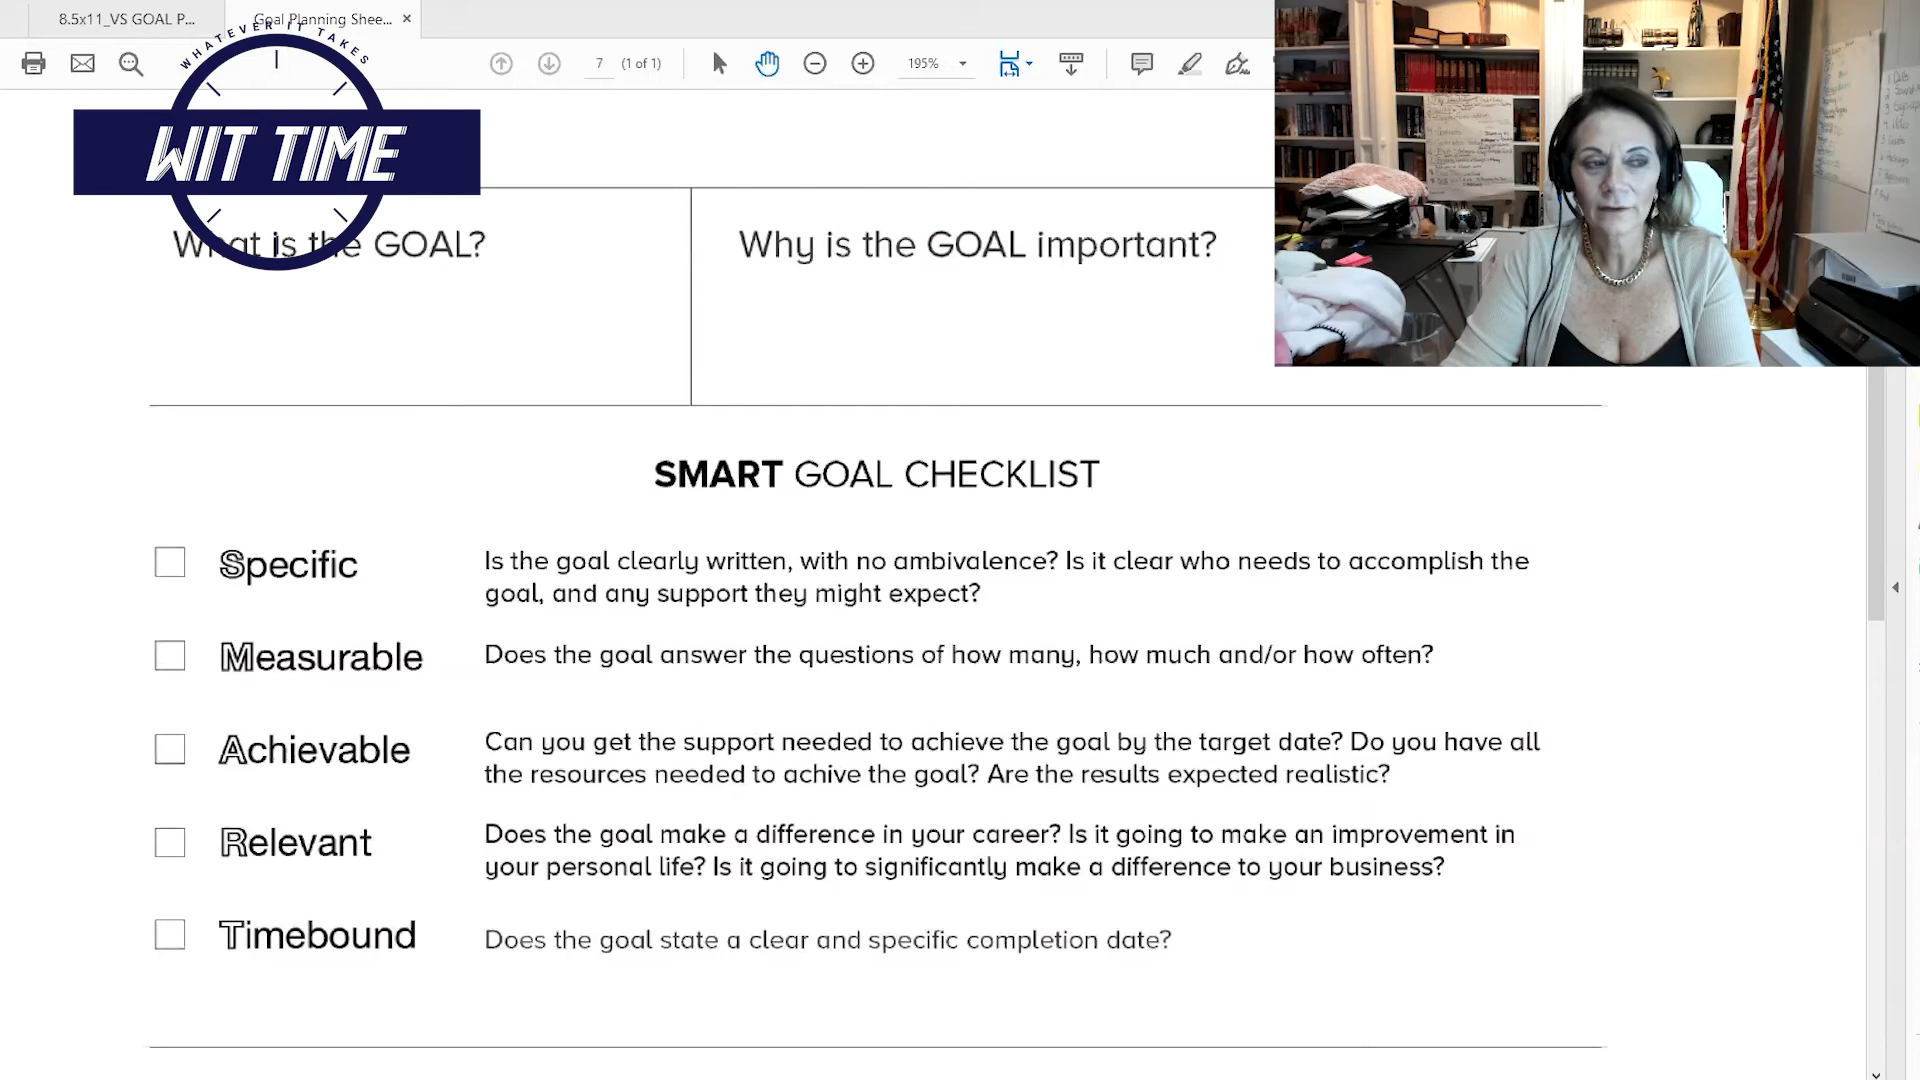 8.5x11_VS GOAL P...
Goal Planning Shee...
WHATEVER IT TAKES
7 (1 of 1)
195%
WIT TIME
What is the GOAL?
Why is the GOAL important?
SMART GOAL CHECKLIST
Specific
Is the goal clearly written, with no ambivalence? Is it clear who needs to accomplish the
goal, and any support they might expect?
Measurable
Does the goal answer the questions of how many, how much and/or how often?
Achievable
Can you get the support needed to achieve the goal by the target date? Do you have all
the resources needed to achive the goal? Are the results expected realistic?
Relevant
Does the goal make a difference in your career? Is it going to make an improvement in
your personal life? Is it going to significantly make a difference to your business?
Timebound
Does the goal state a clear and specific completion date?